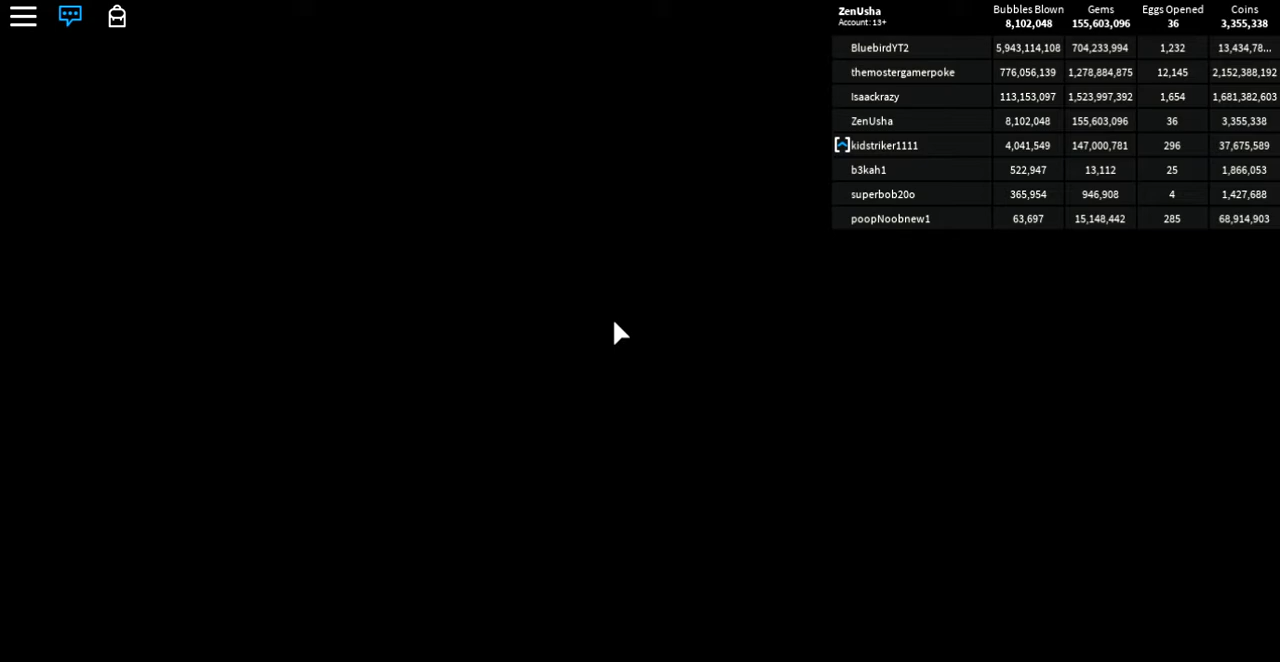 ZenUsha Bubbles Blown Gems Eggs Opened Coins
Account: 13+ 8,102,048 155,603,096 36 3,355,338
BluebirdYT2 5,943,114,108 704,233,994 1,232 13,434,78...
themostergamerpoke 776,056,139 1,278,884,875 12,145 2,152,388,192
Isaackrazy 113,153,097 1,523,997,392 1,654 1,681,382,603
ZenUsha 8,102,048 155,603,096 36 3,355,338
kidstriker1111 4,041,549 147,000,781 296 37,675,589
b3kah1 522,947 13,112 25 1,866,053
superbob20o 365,954 946,908 4 1,427,688
poopNoobnew1 63,697 15,148,442 285 68,914,903